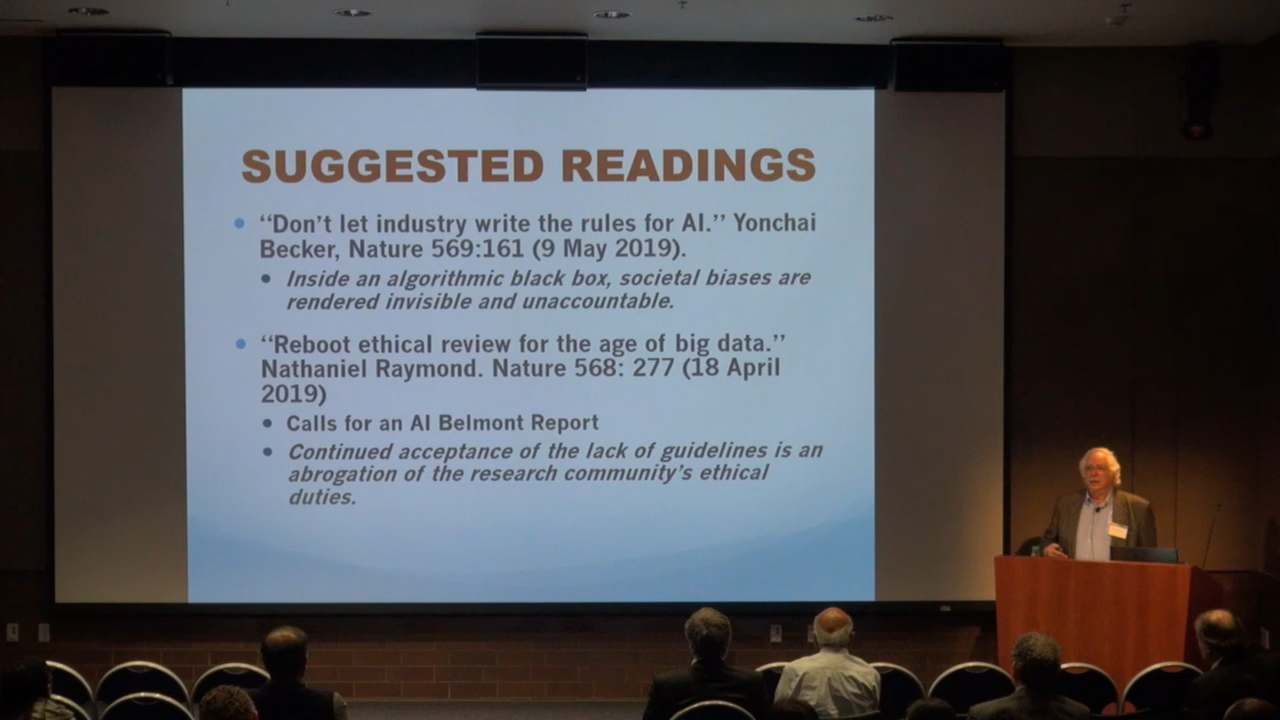 SUGGESTED READINGS
• “Don’t let industry write the rules for AI.” Yonchai
Becker, Nature 569:161 (9 May 2019).
• Inside an algorithmic black box, societal biases are
rendered invisible and unaccountable.
• “Reboot ethical review for the age of big data.”
Nathaniel Raymond. Nature 568: 277 (18 April
2019)
• Calls for an AI Belmont Report
• Continued acceptance of the lack of guidelines is an
abrogation of the research community’s ethical
duties.